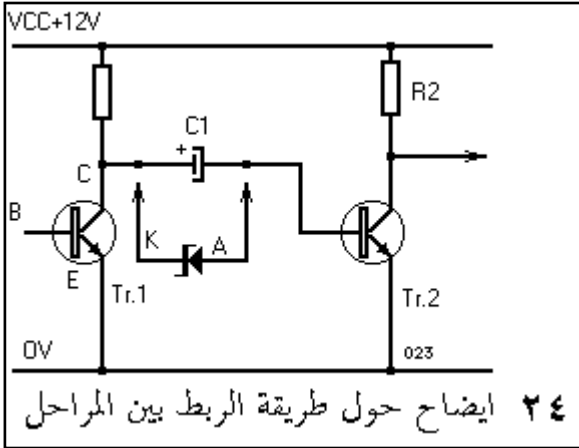 VCC+12V
R2
C1
+
C
B
K
A
E
Tr.1
Tr.2
0V
023
٢٤ ايضاح حول طريقة الربط بين المراحل